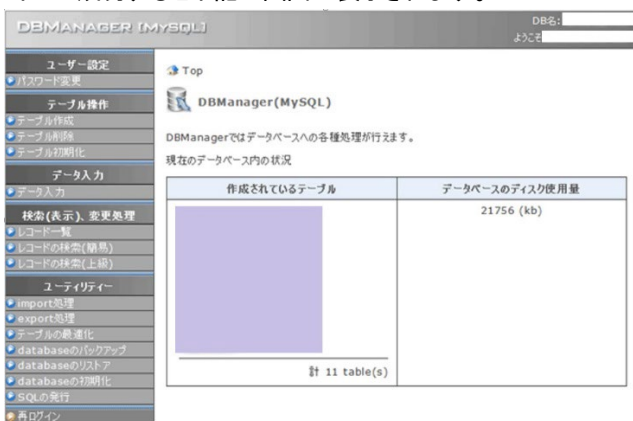 DBMANAGER [MYSQL]
DB名:
ようこそ
ユーザー設定
パスワード変更
テーブル操作
テーブル作成
テーブル削除
テーブル初期化
データ入力
データ入力
検索(表示)、変更処理
レコード一覧
レコードの検索(簡易)
レコードの検索(上級)
ユーティリティー
import処理
export処理
テーブルの最適化
databaseのバックアップ
databaseのリストア
databaseの初期化
SQLの発行
再ログイン
Top
DBManager(MySQL)
DBManagerではデータベースへの各種処理が行えます。
現在のデータベース内の状況
作成されているテーブル
データベースのディスク使用量
21756 (kb)
計 11 table(s)